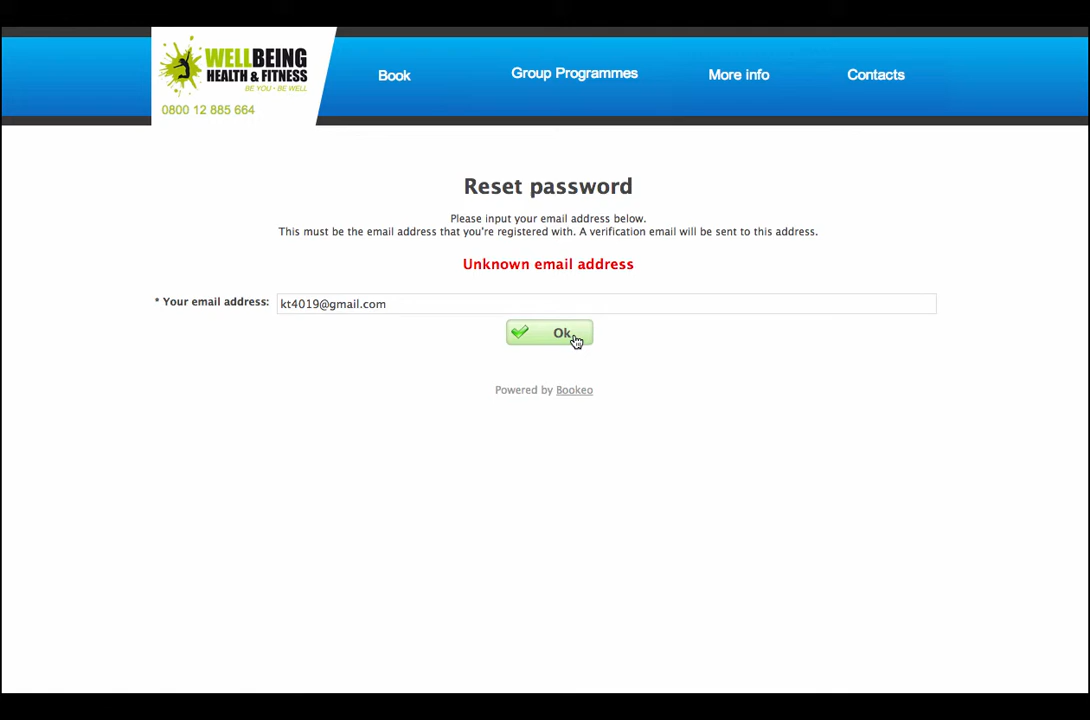 WELLBEING
HEALTH & FITNESS
BE YOU • BE WELL
0800 12 885 664
Book
Group Programmes
More info
Contacts
Reset password
Please input your email address below.
This must be the email address that you're registered with. A verification email will be sent to this address.
Unknown email address
* Your email address: kt4019@gmail.com
Ok
Powered by Bookeo